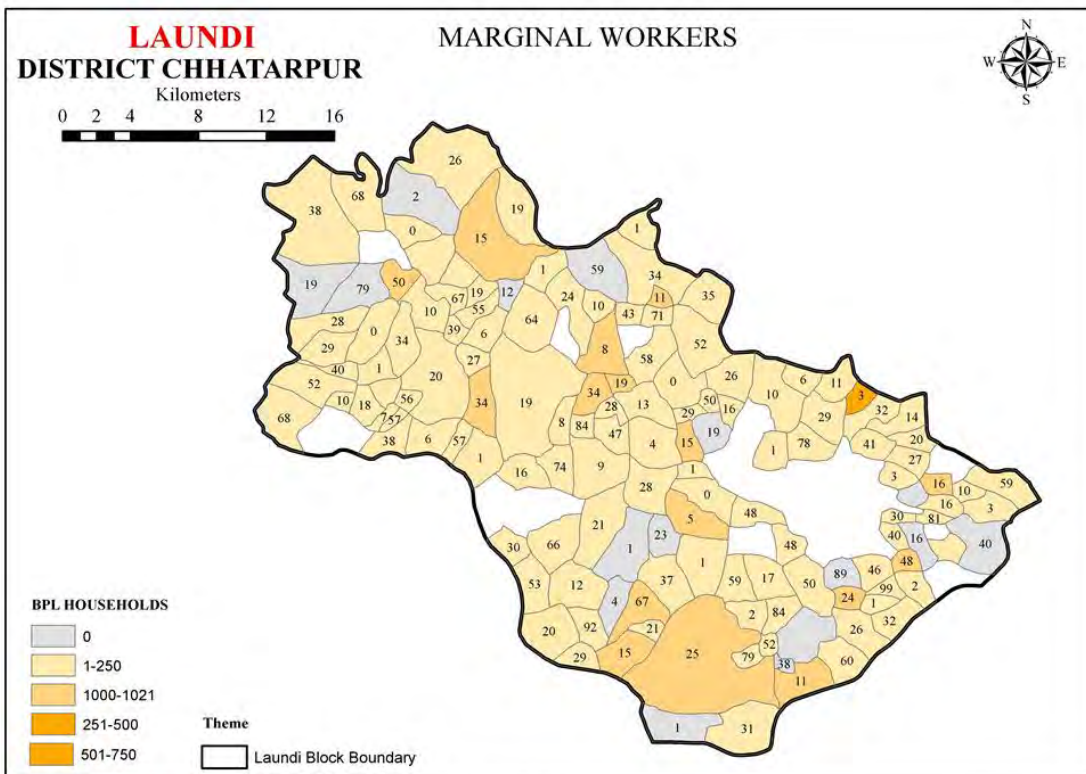 LAUNDI
DISTRICT CHHATARPUR
MARGINAL WORKERS
Kilometers
0 2 4 8 12 16
N
W E
S
26
68
38 2 19
0 1
15
59
34
19 79 50 1
12 11 35
67 19 24 10
10 55 43 71
28 64
0 39 6
34 52
29 8 58
27
40 1 20 26 6 11
52 34 19 0 3
10 56 34 19 10
18 28 13 50 32
7 57 29 16 29 14
68 8 84 47
38 6 57 4 15 19 78 41 20
1 27
1 16 74 9 1 3 16 59
28 0 10
5 48 16 3
21 30 81
23 40 16
30 66 1 48 40
1 48
53 12 37 59 17 50 89 46 2
4 67 24 99
1
2 84
20 92 21 26 32
52
29 15 25 79 38 60
11
1 31
BPL HOUSEHOLDS
0
1-250
1000-1021
251-500
501-750
Theme
Laundi Block Boundary